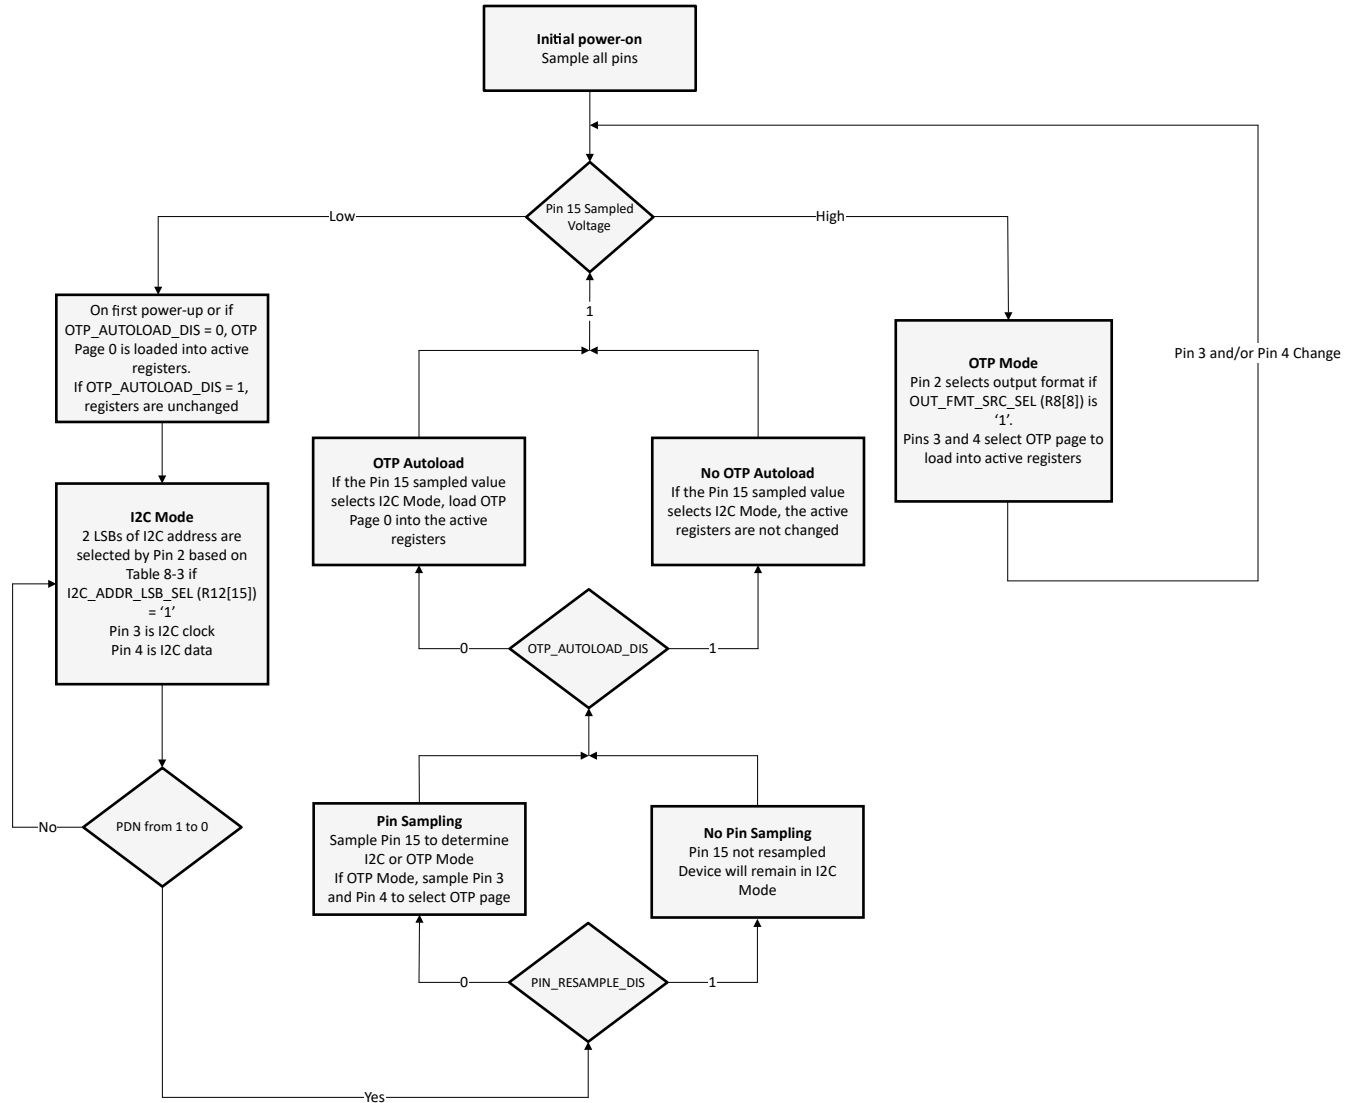 Initial power-on
Sample all pins
Pin 15 Sampled
Voltage
Low
High
On first power-up or if
OTP_AUTOLOAD_DIS = 0, OTP
Page 0 is loaded into active
registers.
If OTP_AUTOLOAD_DIS = 1,
registers are unchanged
1
OTP Mode
Pin 2 selects output format if
OUT_FMT_SRC_SEL (R8[8]) is
‘1’.
Pins 3 and 4 select OTP page to
load into active registers
Pin 3 and/or Pin 4 Change
OTP Autoload
If the Pin 15 sampled value
selects I2C Mode, load OTP
Page 0 into the active
registers
No OTP Autoload
If the Pin 15 sampled value
selects I2C Mode, the active
registers are not changed
I2C Mode
2 LSBs of I2C address are
selected by Pin 2 based on
Table 8-3 if
I2C_ADDR_LSB_SEL (R12[15])
= ‘1’
Pin 3 is I2C clock
Pin 4 is I2C data
0
OTP_AUTOLOAD_DIS
1
No
PDN from 1 to 0
Pin Sampling
Sample Pin 15 to determine
I2C or OTP Mode
If OTP Mode, sample Pin 3
and Pin 4 to select OTP page
No Pin Sampling
Pin 15 not resampled
Device will remain in I2C
Mode
0
PIN_RESAMPLE_DIS
1
Yes